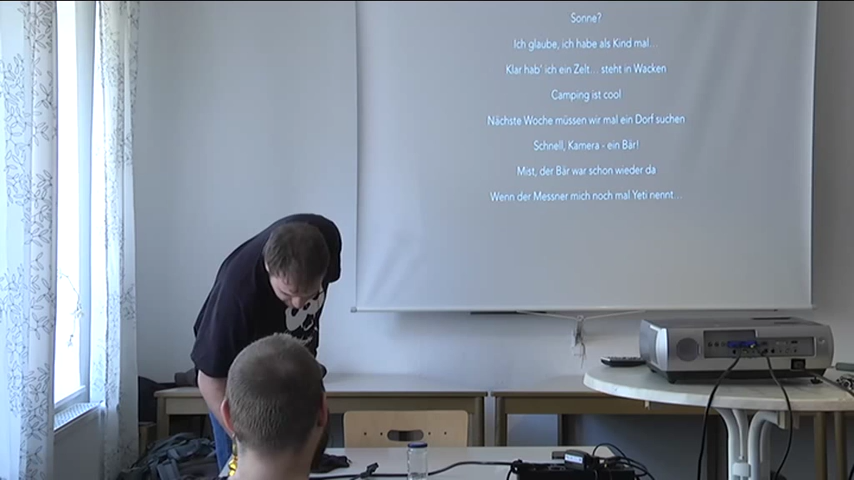 Sonne?
Ich glaube, ich habe als Kind mal...
Klar hab' ich ein Zelt... steht in Wacken
Camping ist cool
Nächste Woche müssen wir mal ein Dorf suchen
Schnell, Kamera - ein Bär!
Mist, der Bär war schon wieder da
Wenn der Messner mich noch mal Yeti nennt...